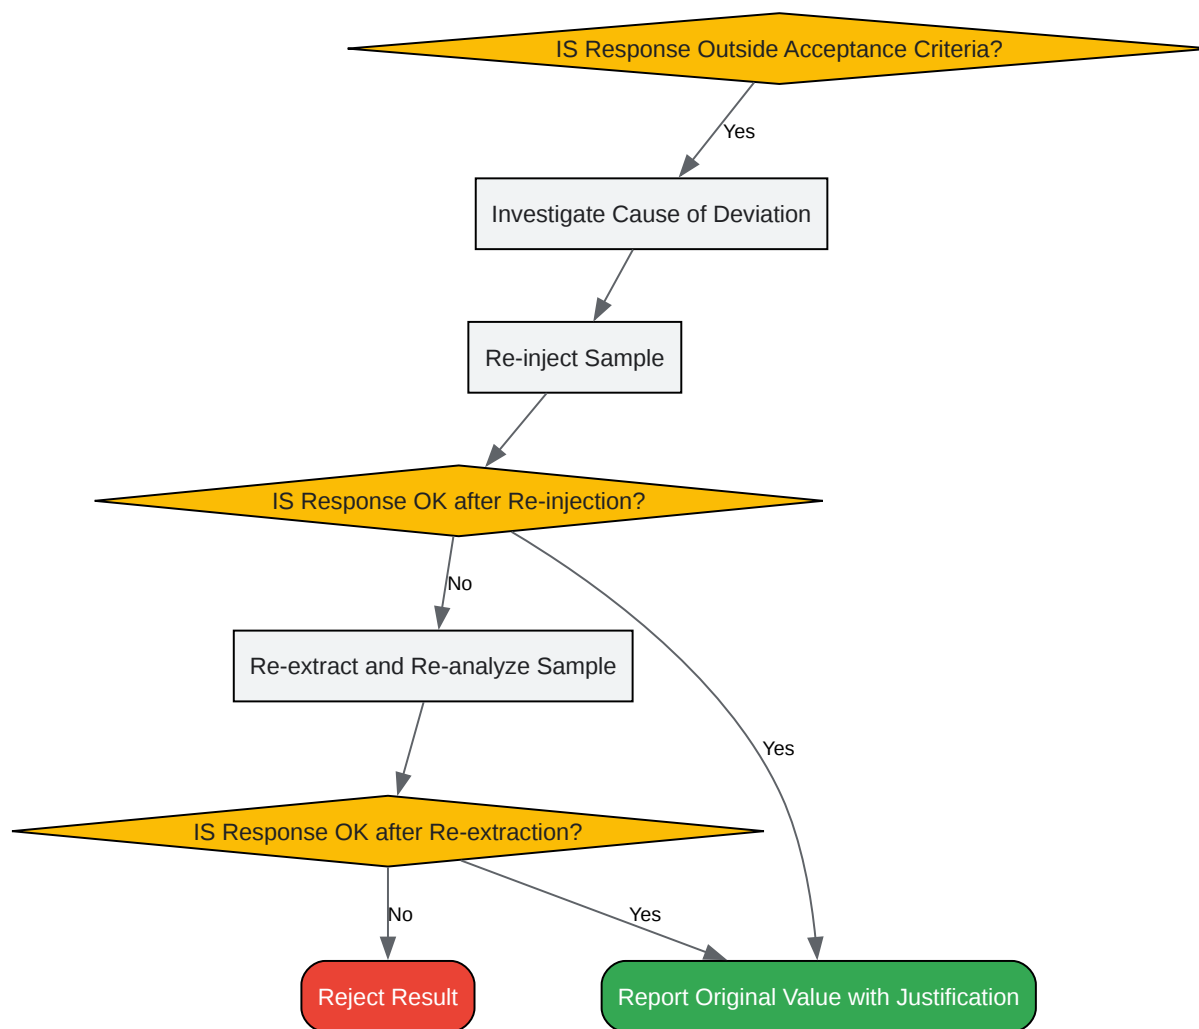 IS Response Outside Acceptance Criteria?
Yes
Investigate Cause of Deviation
Re-inject Sample
IS Response OK after Re-injection?
No
Re-extract and Re-analyze Sample
Yes
IS Response OK after Re-extraction?
No
Yes
Reject Result
Report Original Value with Justification